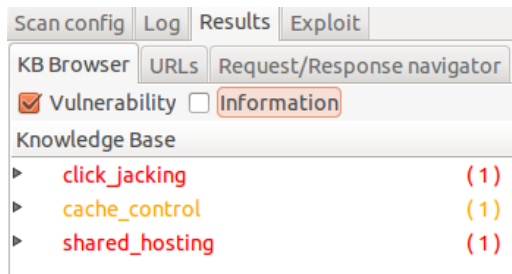 Scan config Log Results Exploit
KB Browser URLs Request/Response navigator
Vulnerability Information
Knowledge Base
click_jacking (1)
cache_control (1)
shared_hosting (1)